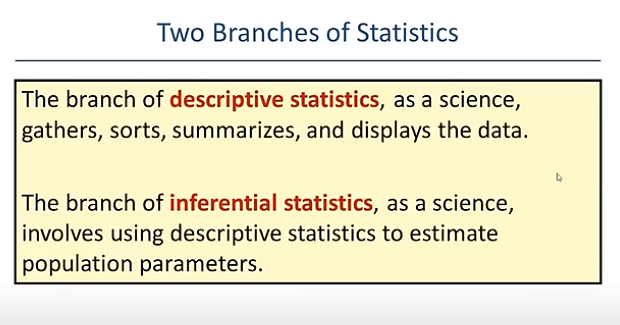 Two Branches of Statistics
The branch of descriptive statistics, as a science,
gathers, sorts, summarizes, and displays the data.
The branch of inferential statistics, as a science,
involves using descriptive statistics to estimate
population parameters.